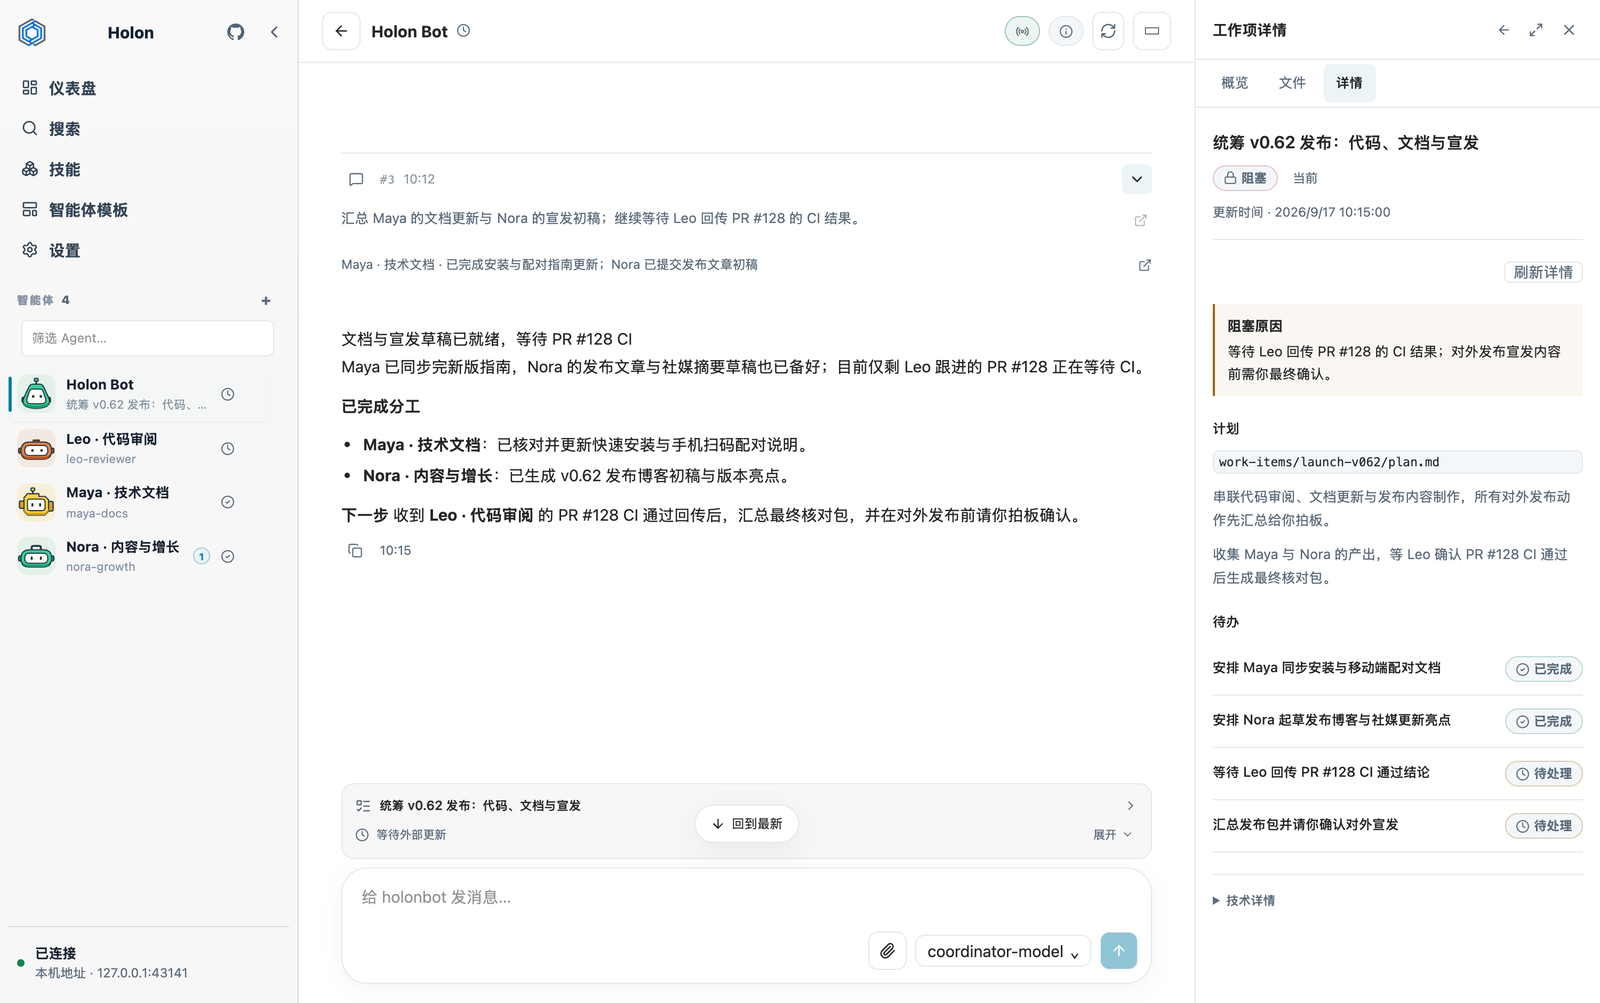 Holon
仪表盘
搜索
技能
智能体模板
设置
智能体 4
筛选 Agent...
Holon Bot
统筹 v0.62 发布：代码、...
Leo · 代码审阅
leo-reviewer
Maya · 技术文档
maya-docs
Nora · 内容与增长
nora-growth
1
已连接
本机地址 · 127.0.0.1:43141
Holon Bot
#3 10:12
汇总 Maya 的文档更新与 Nora 的宣发初稿；继续等待 Leo 回传 PR #128 的 CI 结果。
Maya · 技术文档 · 已完成安装与配对指南更新；Nora 已提交发布文章初稿
文档与宣发草稿已就绪，等待 PR #128 CI
Maya 已同步完新版指南，Nora 的发布文章与社媒摘要草稿也已备好；目前仅剩 Leo 跟进的 PR #128 正在等待 CI。
已完成分工
• Maya · 技术文档：已核对并更新快速安装与手机扫码配对说明。
• Nora · 内容与增长：已生成 v0.62 发布博客初稿与版本亮点。
下一步 收到 Leo · 代码审阅 的 PR #128 CI 通过回传后，汇总最终核对包，并在对外发布前请你拍板确认。
10:15
统筹 v0.62 发布：代码、文档与宣发
等待外部更新
回到最新
展开
给 holonbot 发消息...
coordinator-model
工作项详情
概览
文件
详情
统筹 v0.62 发布：代码、文档与宣发
阻塞
当前
更新时间 · 2026/9/17 10:15:00
刷新详情
阻塞原因
等待 Leo 回传 PR #128 的 CI 结果；对外发布宣发内容
前需你最终确认。
计划
work-items/launch-v062/plan.md
串联代码审阅、文档更新与发布内容制作，所有对外发布动
作先汇总给你拍板。
收集 Maya 与 Nora 的产出，等 Leo 确认 PR #128 CI 通过
后生成最终核对包。
待办
安排 Maya 同步安装与移动端配对文档
已完成
安排 Nora 起草发布博客与社媒更新亮点
已完成
等待 Leo 回传 PR #128 CI 通过结论
待处理
汇总发布包并请你确认对外宣发
待处理
技术详情